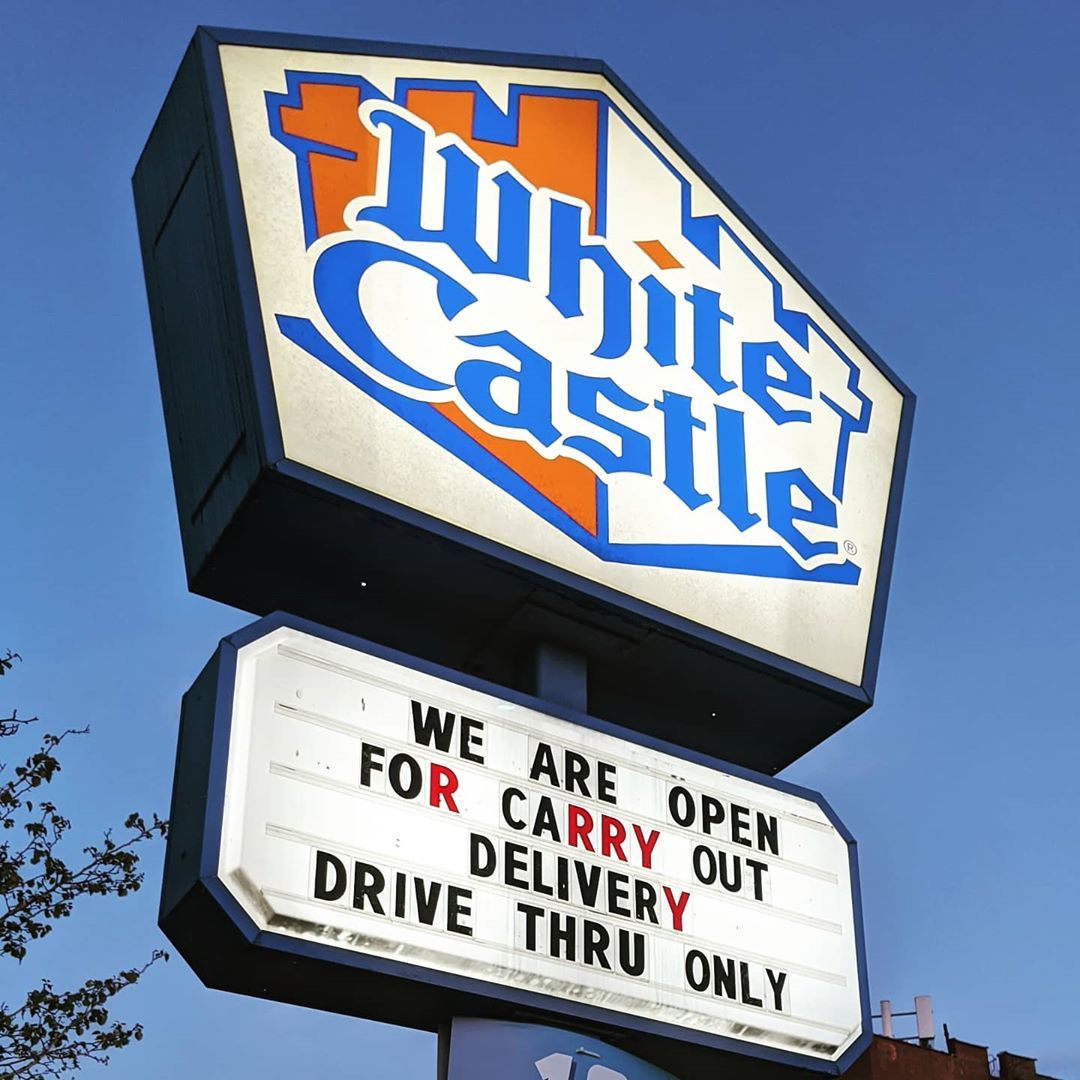 White
Castle®
WE ARE OPEN
FOR CARRY OUT
DELIVERY
DRIVE THRU ONLY